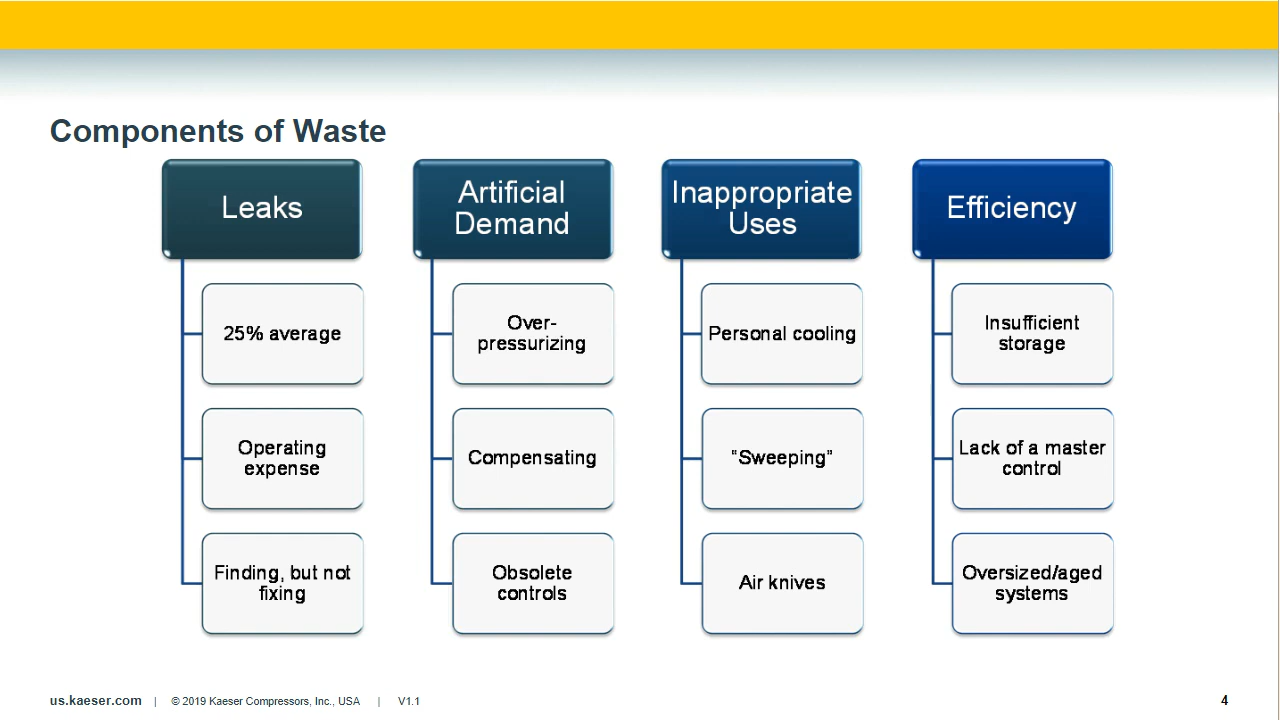 Components of Waste
Leaks
25% average
Operating
expense
Finding, but not
fixing
Artificial
Demand
Over-
pressurizing
Compensating
Obsolete
controls
Inappropriate
Uses
Personal cooling
“Sweeping”
Air knives
Efficiency
Insufficient
storage
Lack of a master
control
Oversized/aged
systems
us.kaeser.com | © 2019 Kaeser Compressors, Inc., USA | V1.1
4